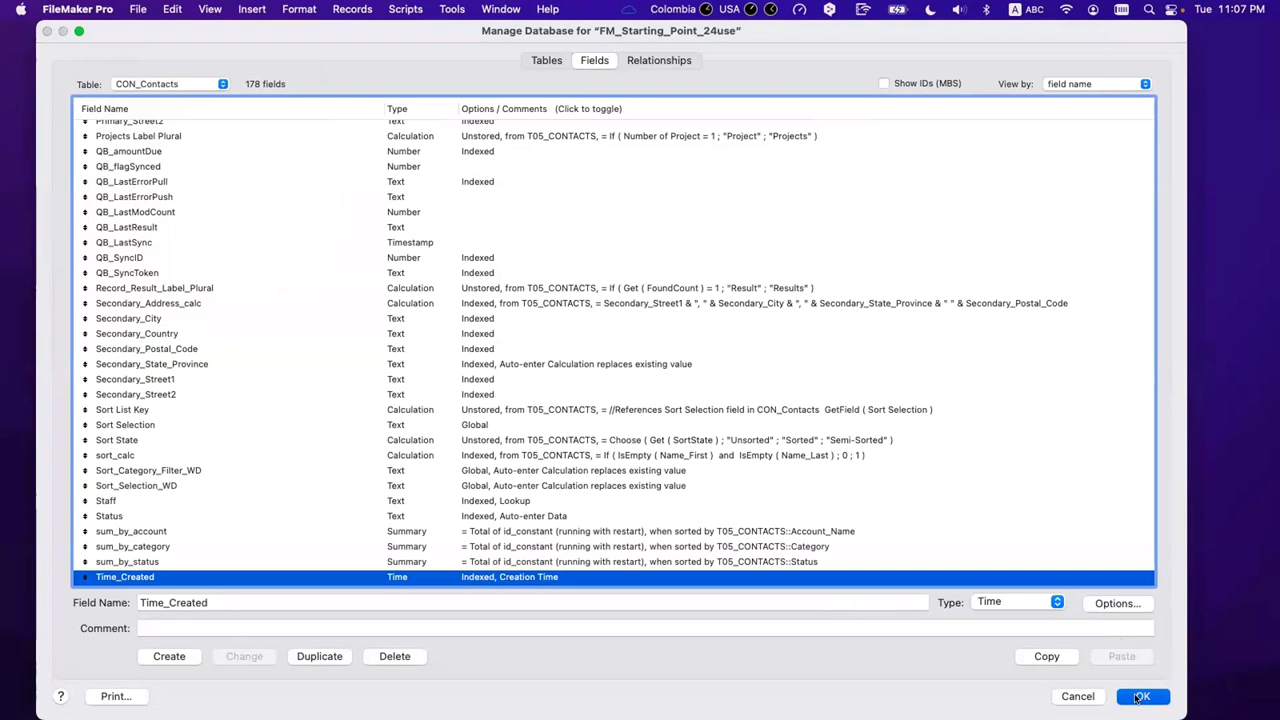 FileMaker Pro File Edit View Insert Format Records Scripts Tools Window Help Colombia USA ABC Tue 11:07 PM
Manage Database for “FM_Starting_Point_24use”
Tables Fields Relationships
Table: CON_Contacts 178 fields Show IDs (MBS) View by: field name
Field Name Type Options / Comments (Click to toggle)
Primary_Street2 Text Indexed
Projects Label Plural Calculation Unstored, from T05_CONTACTS, = If ( Number of Project = 1 ; "Project" ; "Projects" )
QB_amountDue Number Indexed
QB_flagSynced Number
QB_LastErrorPull Text Indexed
QB_LastErrorPush Text
QB_LastModCount Number
QB_LastResult Text
QB_LastSync Timestamp
QB_SyncID Number Indexed
QB_SyncToken Text Indexed
Record_Result_Label_Plural Calculation Unstored, from T05_CONTACTS, = If ( Get ( FoundCount ) = 1 ; "Result" ; "Results" )
Secondary_Address_calc Calculation Indexed, from T05_CONTACTS, = Secondary_Street1 & ", " & Secondary_City & ", " & Secondary_State_Province & " " & Secondary_Postal_Code
Secondary_City Text Indexed
Secondary_Country Text Indexed
Secondary_Postal_Code Text Indexed
Secondary_State_Province Text Indexed, Auto-enter Calculation replaces existing value
Secondary_Street1 Text Indexed
Secondary_Street2 Text Indexed
Sort List Key Calculation Unstored, from T05_CONTACTS, = //References Sort Selection field in CON_Contacts GetField ( Sort Selection )
Sort Selection Text Global
Sort State Calculation Unstored, from T05_CONTACTS, = Choose ( Get ( SortState ) ; "Unsorted" ; "Sorted" ; "Semi-Sorted" )
sort_calc Calculation Indexed, from T05_CONTACTS, = If ( IsEmpty ( Name_First ) and IsEmpty ( Name_Last ) ; 0 ; 1 )
Sort_Category_Filter_WD Text Global, Auto-enter Calculation replaces existing value
Sort_Selection_WD Text Global, Auto-enter Calculation replaces existing value
Staff Text Indexed, Lookup
Status Text Indexed, Auto-enter Data
sum_by_account Summary = Total of id_constant (running with restart), when sorted by T05_CONTACTS::Account_Name
sum_by_category Summary = Total of id_constant (running with restart), when sorted by T05_CONTACTS::Category
sum_by_status Summary = Total of id_constant (running with restart), when sorted by T05_CONTACTS::Status
Time_Created Time Indexed, Creation Time
Field Name: Time_Created Type: Time Options...
Comment:
Create Change Duplicate Delete Copy Paste
? Print... Cancel OK